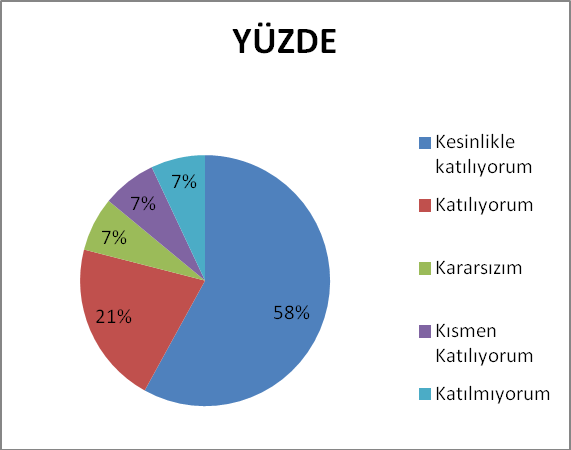 YÜZDE
7%
7%
7%
21%
58%
Kesinlikle
katılıyorum
Katılıyorum
Kararsızım
Kısmen
Katılıyorum
Katılmıyorum